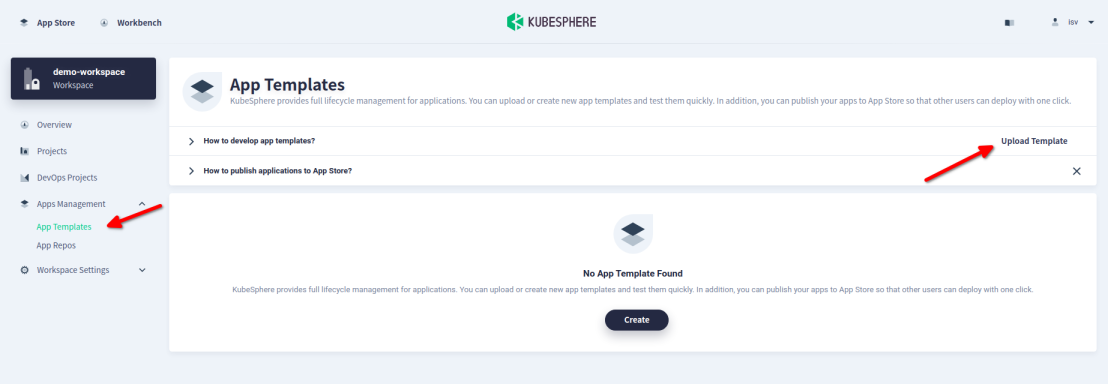 App Store
Workbench
KUBESPHERE
isv
demo-workspace
Workspace
Overview
Projects
DevOps Projects
Apps Management
App Templates
App Repos
Workspace Settings
App Templates
KubeSphere provides full lifecycle management for applications. You can upload or create new app templates and test them quickly. In addition, you can publish your apps to App Store so that other users can deploy with one click.
How to develop app templates?
Upload Template
How to publish applications to App Store?
No App Template Found
KubeSphere provides full lifecycle management for applications. You can upload or create new app templates and test them quickly. In addition, you can publish your apps to App Store so that other users can deploy with one click.
Create